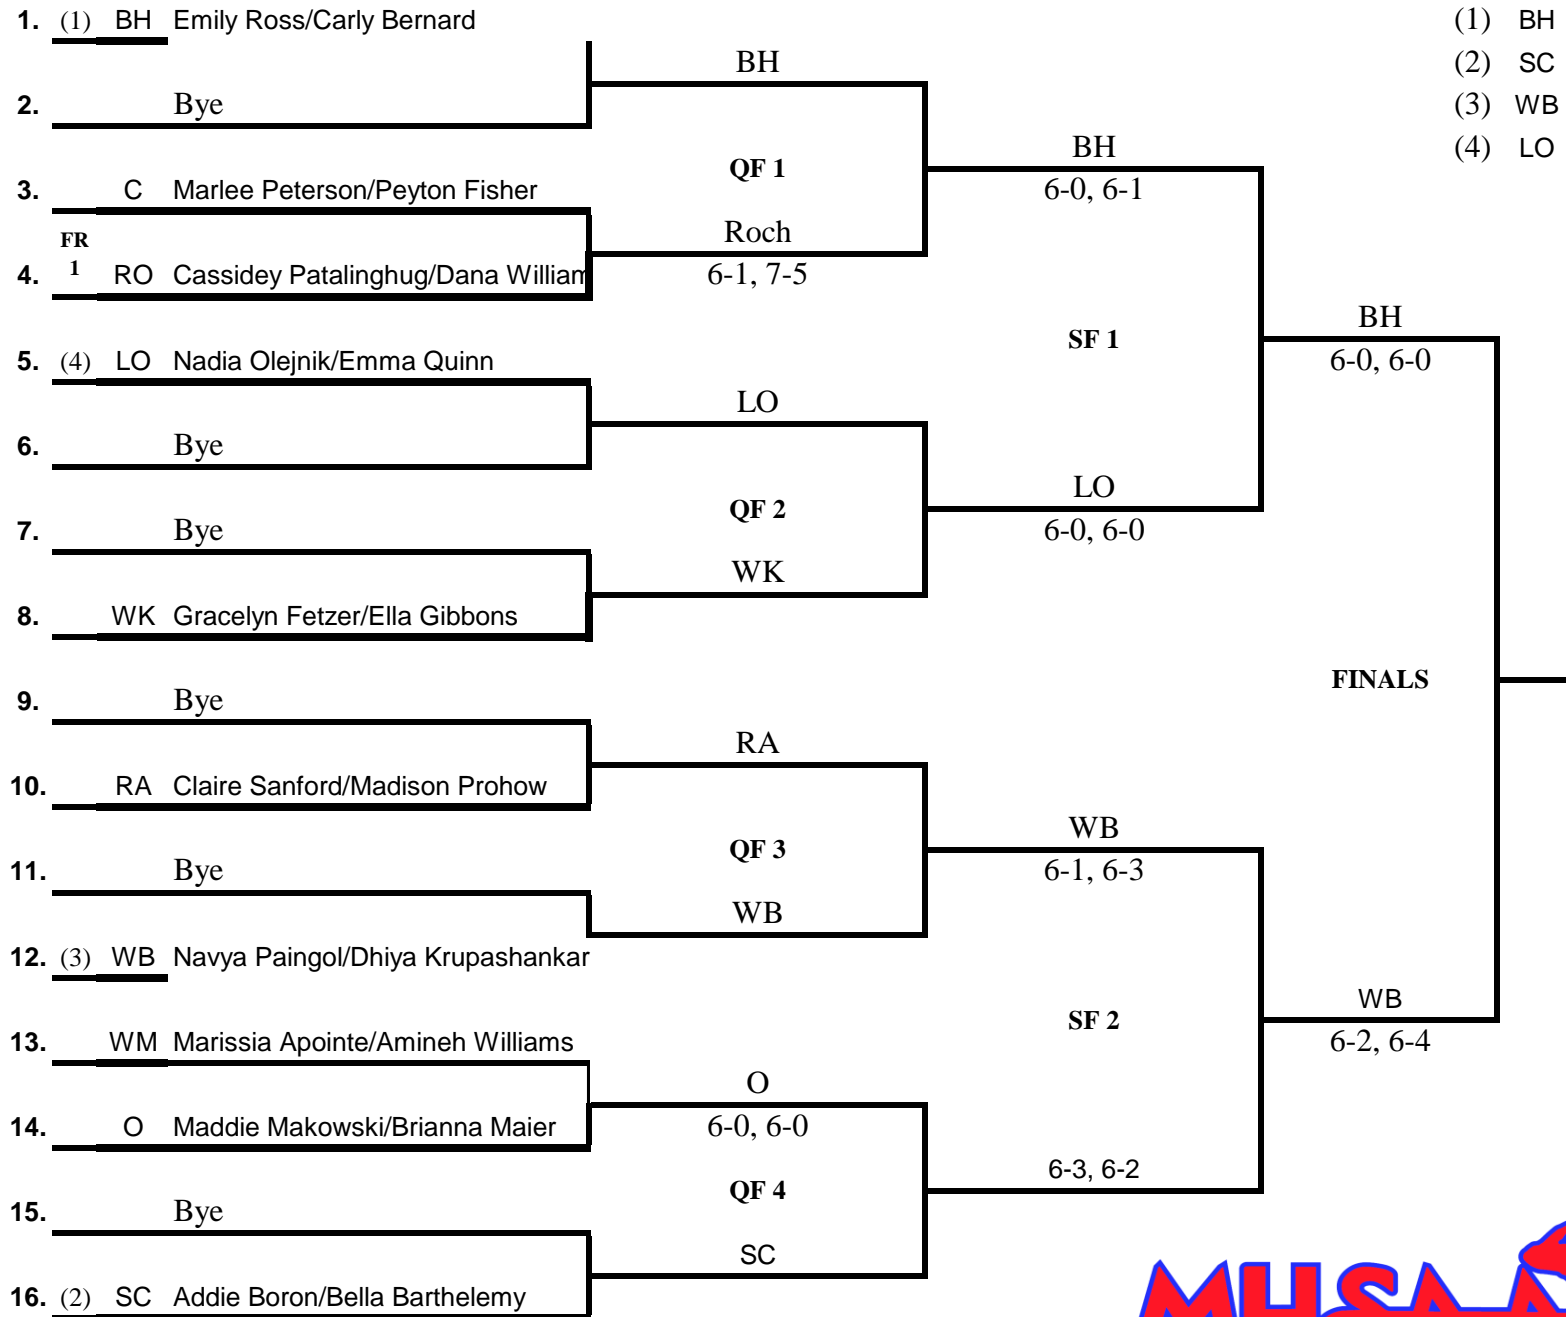 1. (1) BH Emily Ross/Carly Bernard
(1) BH
BH
(2) SC
2. Bye
(3) WB
BH
(4) LO
QF 1
3. C Marlee Peterson/Peyton Fisher
6-0, 6-1
FR
Roch
1
4. RO Cassidey Patalinghug/Dana William
6-1, 7-5
BH
SF 1
5. (4) LO Nadia Olejnik/Emma Quinn
6-0, 6-0
LO
6. Bye
LO
QF 2
7. Bye
6-0, 6-0
WK
8. WK Gracelyn Fetzer/Ella Gibbons
FINALS
9. Bye
RA
10. RA Claire Sanford/Madison Prohow
WB
QF 3
11. Bye
6-1, 6-3
WB
12. (3) WB Navya Paingol/Dhiya Krupashankar
WB
SF 2
13. WM Marissia Apointe/Amineh Williams
6-2, 6-4
O
14. O Maddie Makowski/Brianna Maier
6-0, 6-0
6-3, 6-2
QF 4
15. Bye
SC
16. (2) SC Addie Boron/Bella Barthelemy
MHSAA